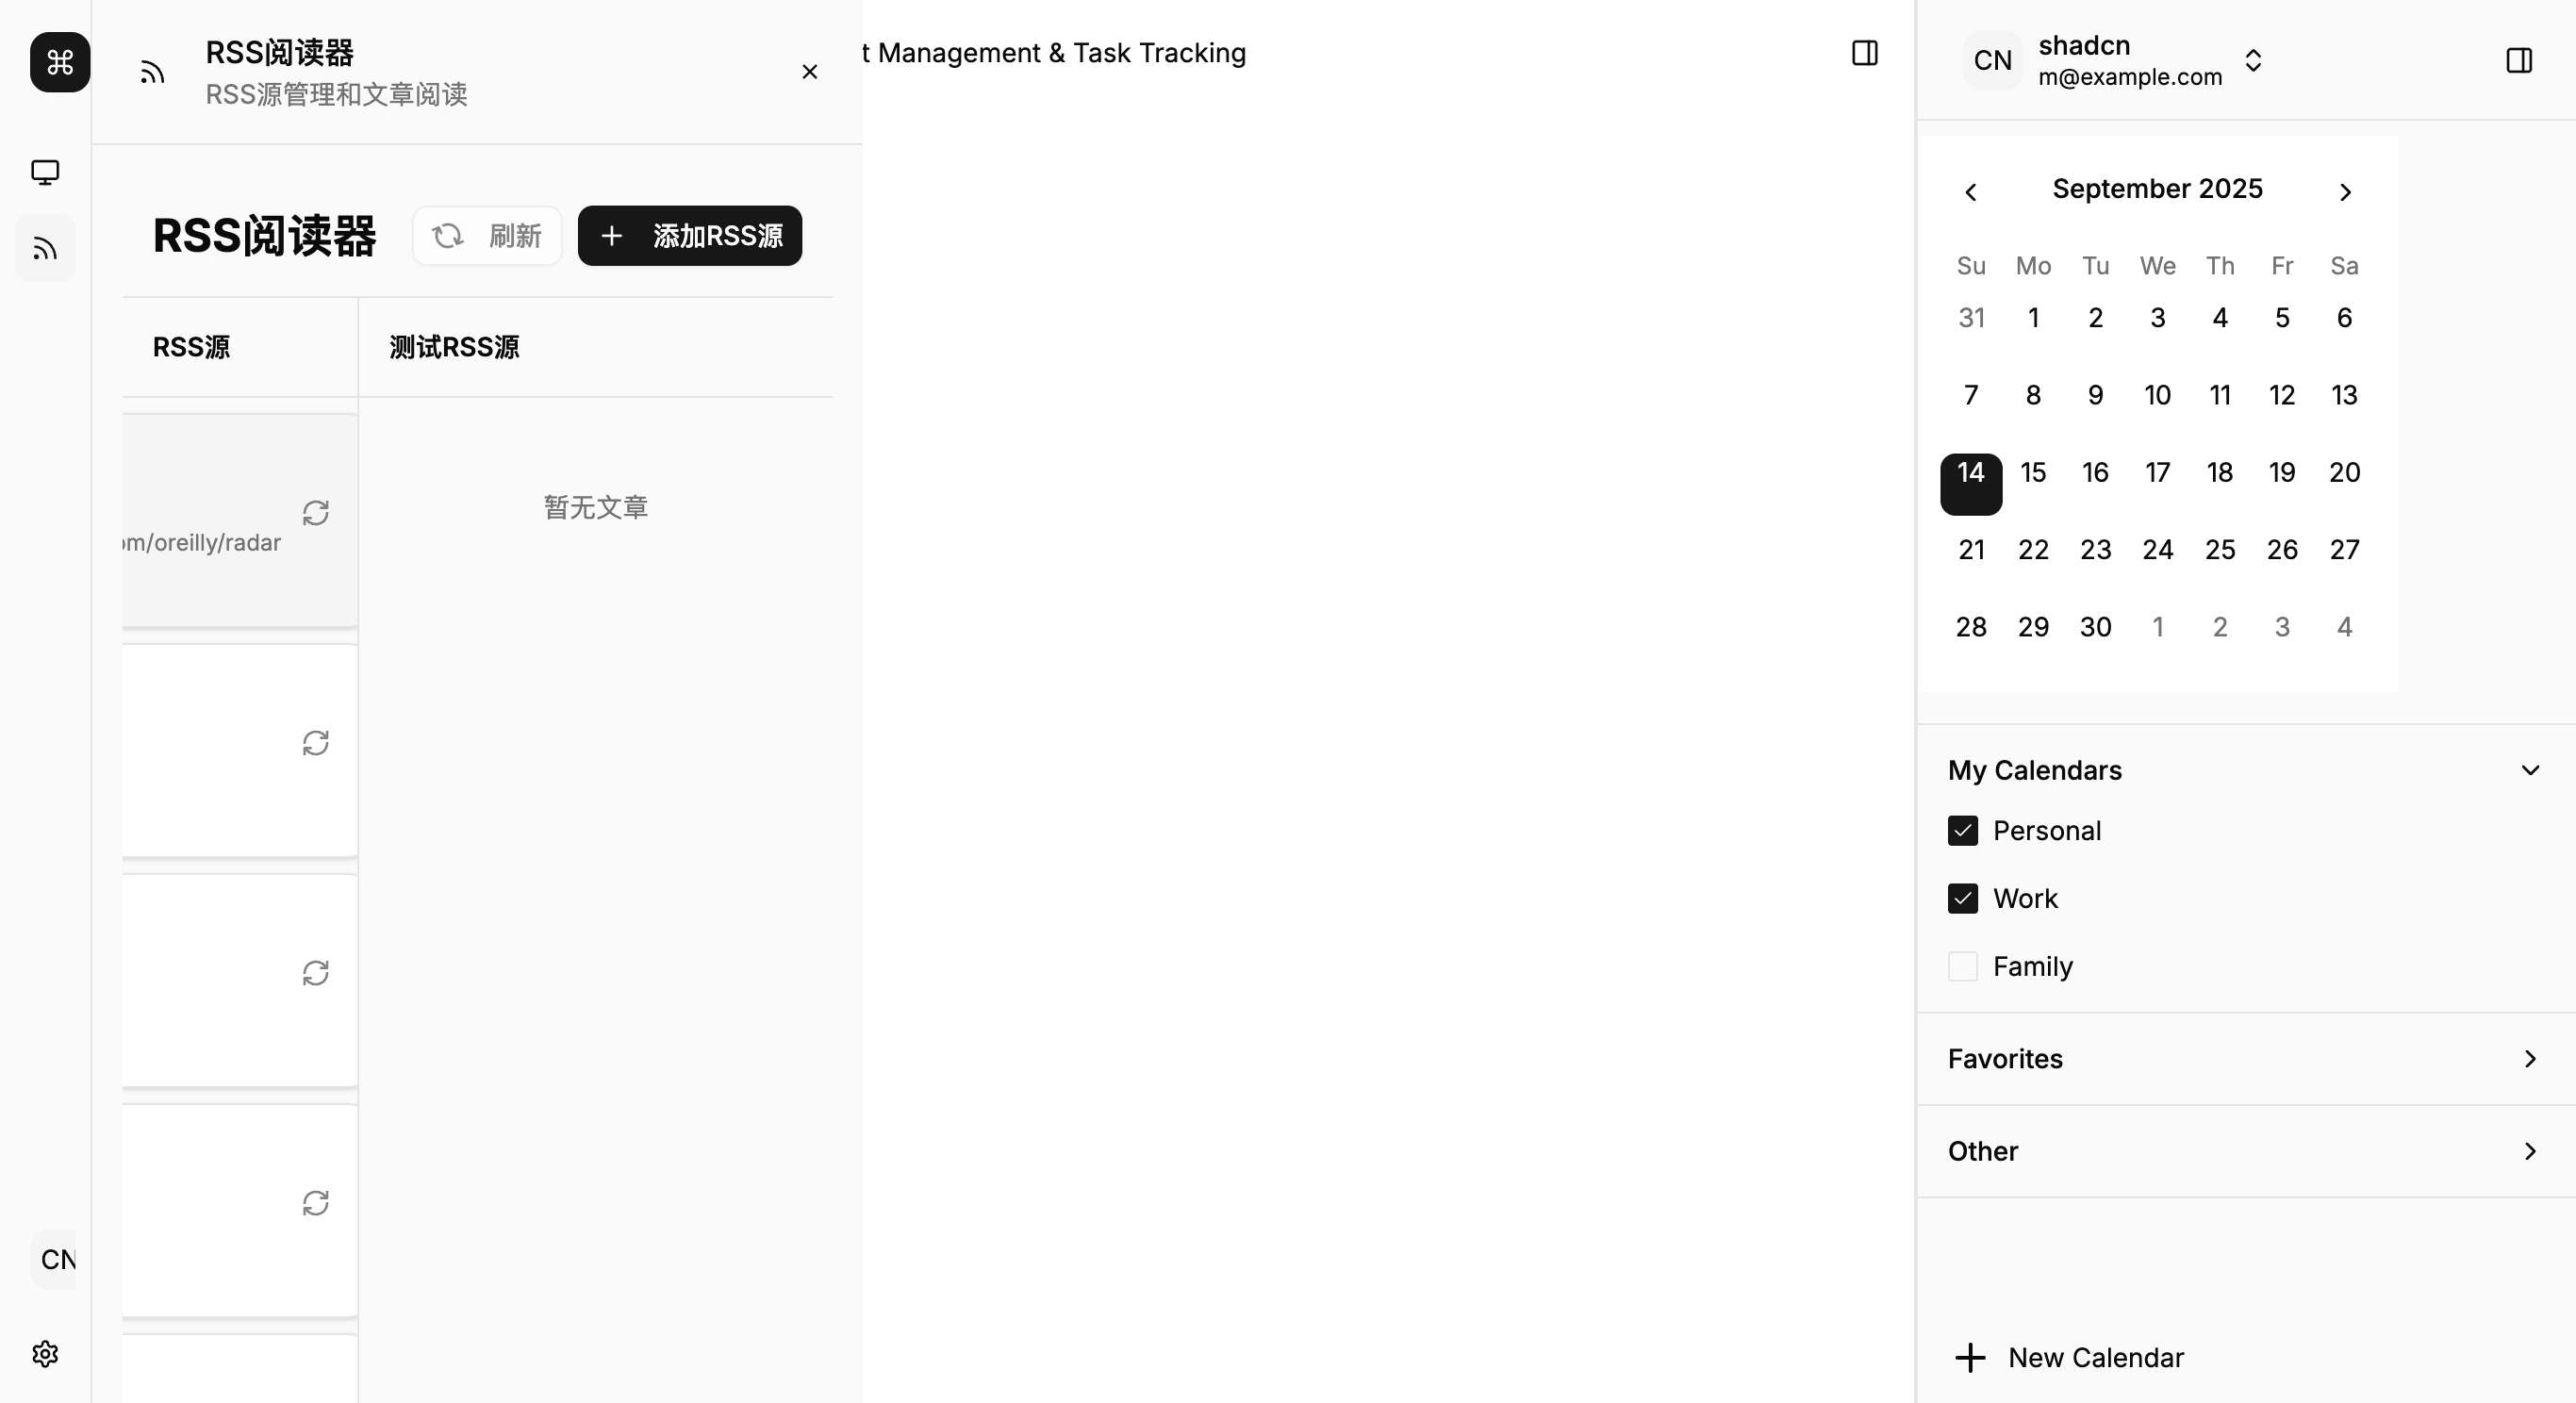 RSS阅读器
RSS源管理和文章阅读
t Management & Task Tracking
RSS阅读器
刷新
添加RSS源
RSS源
测试RSS源
om/oreilly/radar
暂无文章
CN
CN
shadcn
m@example.com
September 2025
Su Mo Tu We Th Fr Sa
31 1 2 3 4 5 6
7 8 9 10 11 12 13
14 15 16 17 18 19 20
21 22 23 24 25 26 27
28 29 30 1 2 3 4
My Calendars
Personal
Work
Family
Favorites
Other
New Calendar